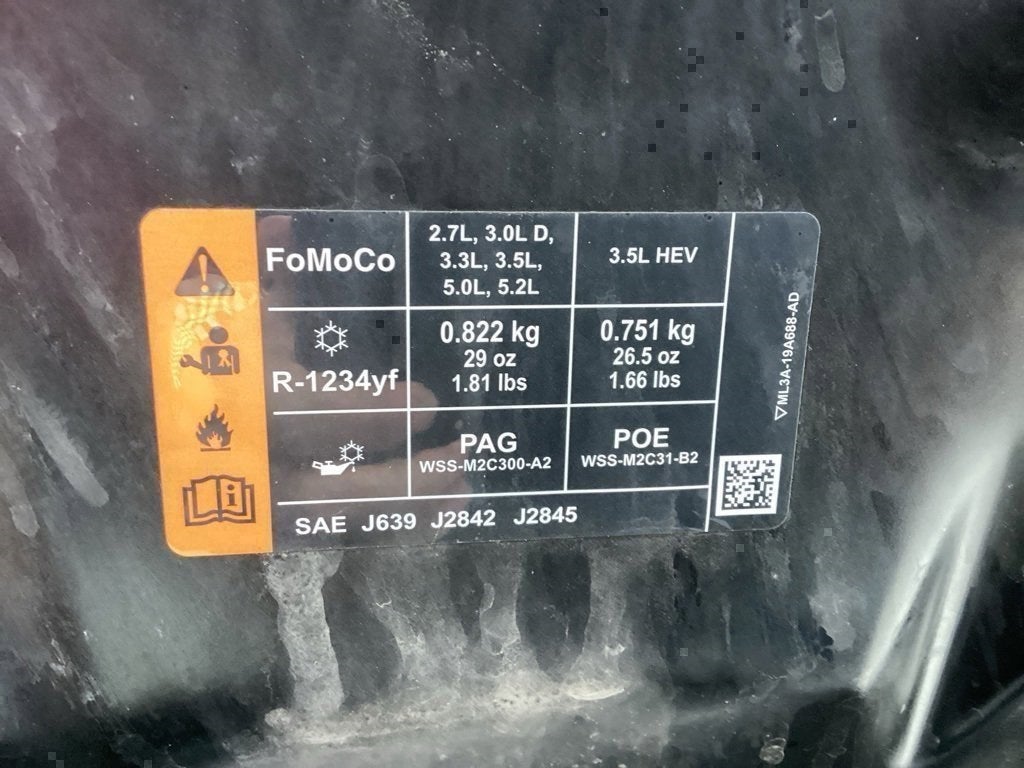 FoMoCo
2.7L, 3.0L D,
3.3L, 3.5L,
5.0L, 5.2L
3.5L HEV
R-1234yf
0.822 kg
29 oz
1.81 lbs
0.751 kg
26.5 oz
1.66 lbs
PAG
WSS-M2C300-A2
POE
WSS-M2C31-B2
SAE J639 J2842 J2845
ML3A-19A688-AD